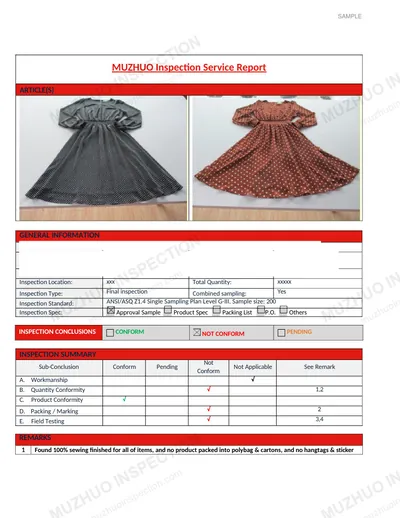 SAMPLE
MUZHUO INSPECTION
MUZHUO Inspection Service Report
ARTICLE(S)
GENERAL INFORMATION
Inspection Location: xxx Total Quantity: xxxxx
Inspection Type: Final inspection Combined sampling: Yes
Inspection Standard: ANSI/ASQ Z1.4 Single Sampling Plan Level G-III. Sample size: 200
Inspection Spec: Approval Sample Product Spec Packing List P.O. Others
INSPECTION CONCLUSIONS CONFORM NOT CONFORM PENDING
INSPECTION SUMMARY
Sub-Conclusion Conform Pending Not Conform Not Applicable See Remark
A. Workmanship √
B. Quantity Conformity √ 1,2
C. Product Conformity √
D. Packing / Marking √ 2
E. Field Testing √ 3,4
REMARKS
1 Found 100% sewing finished for all of items, and no product packed into polybag & cartons, and no hangtags & sticker
MUZHUO INSPECTION